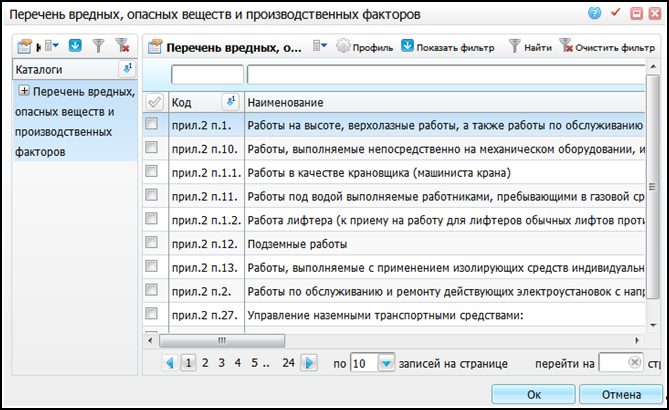 Перечень вредных, опасных веществ и производственных факторов
Перечень вредных, о... Профиль Показать фильтр Найти Очистить фильтр
Каталоги
Перечень вредных,
опасных веществ и
производственных
факторов
Код Наименование
прил.2 п.1. Работы на высоте, верхолазные работы, а также работы по обслуживанию
прил.2 п.10. Работы, выполняемые непосредственно на механическом оборудовании, и
прил.2 п.1.1. Работы в качестве крановщика (машиниста крана)
прил.2 п.11. Работы под водой выполняемые работниками, пребывающими в газовой ср
прил.2 п.1.2. Работа лифтера (к приему на работу для лифтеров обычных лифтов проти
прил.2 п.12. Подземные работы
прил.2 п.13. Работы, выполняемые с применением изолирующих средств индивидуальн
прил.2 п.2. Работы по обслуживанию и ремонту действующих электроустановок с напр
прил.2 п.27. Управление наземными транспортными средствами:
1 2 3 4 5 .. 24 по 10 записей на странице перейти на стр
Ок Отмена